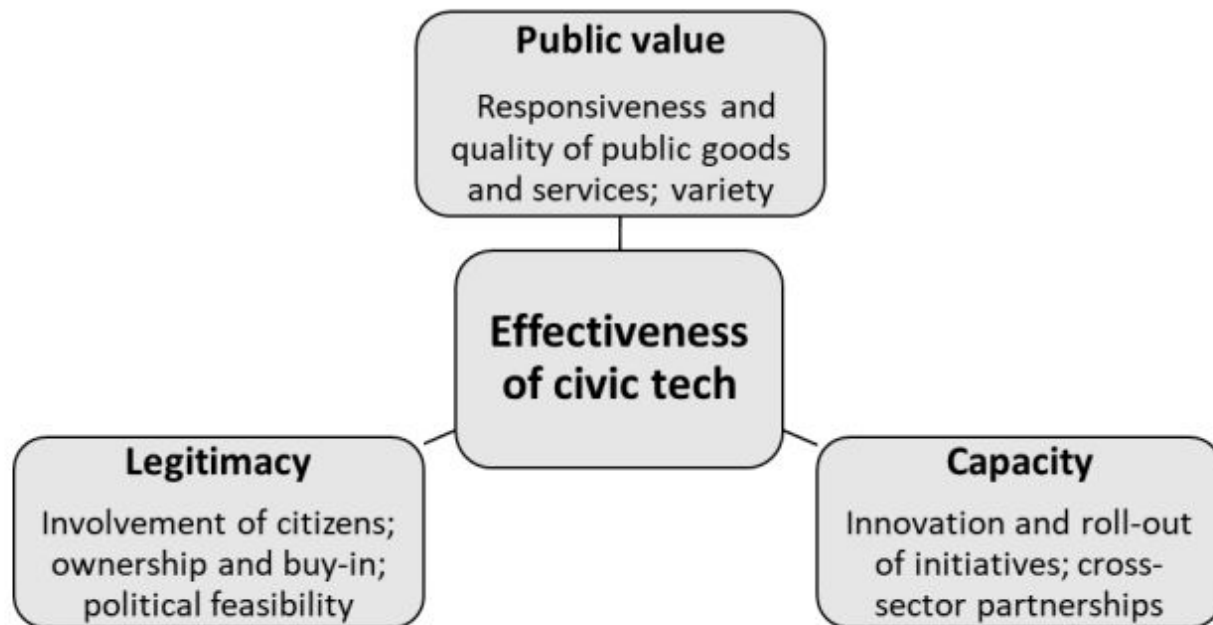 Public value
Responsiveness and
quality of public goods
and services; variety
Effectiveness
of civic tech
Legitimacy
Involvement of citizens;
ownership and buy-in;
political feasibility
Capacity
Innovation and roll-out
of initiatives; cross-
sector partnerships